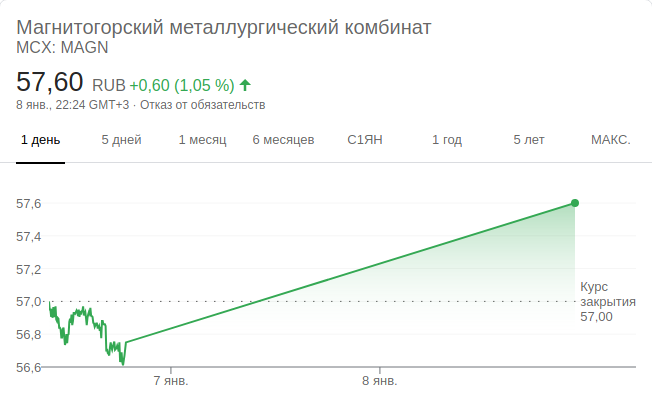 Магнитогорский металлургический комбинат
MCX: MAGN
57,60 RUB +0,60 (1,05 %)
8 янв., 22:24 GMT+3 · Отказ от обязательств
1 день 5 дней 1 месяц 6 месяцев С1ЯН 1 год 5 лет МАКС.
57,6
57,4
57,2
57,0
56,8
56,6
Курс
закрытия
57,00
7 янв. 8 янв.